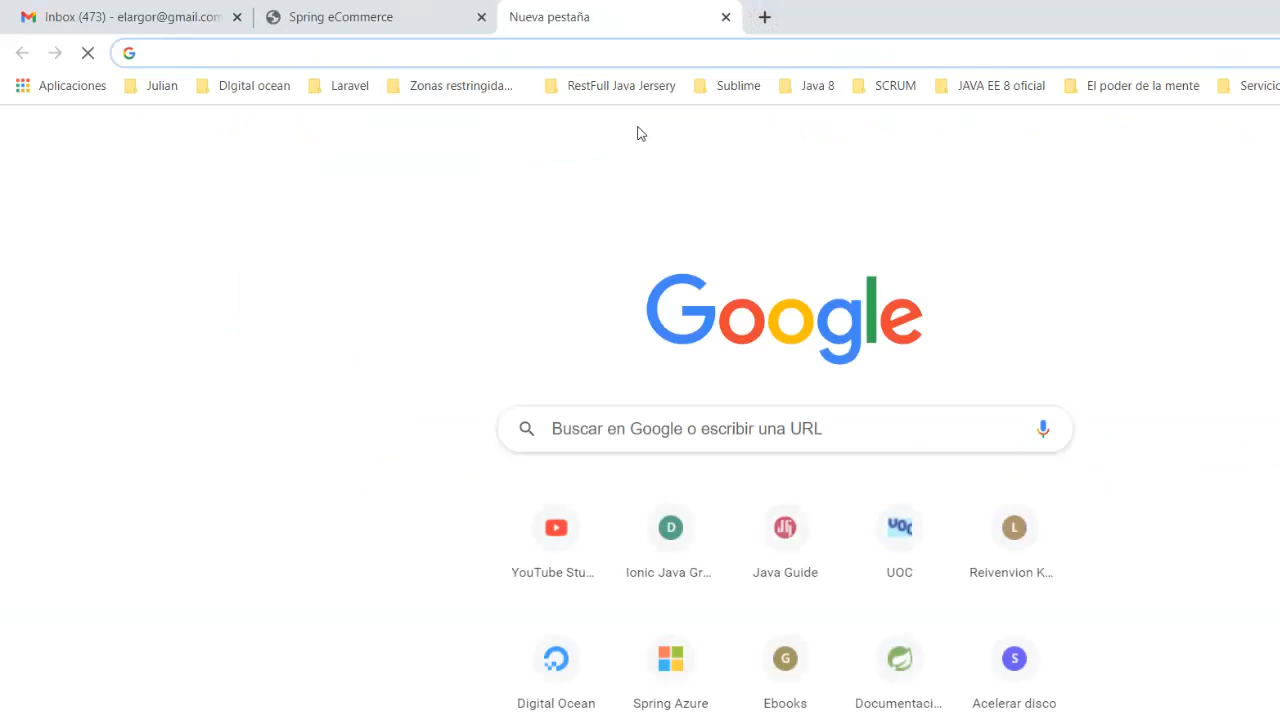 Inbox (473) - elargor@gmail.com
Spring eCommerce
Nueva pestaña
Aplicaciones
Julian
DIgital ocean
Laravel
Zonas restringida...
RestFull Java Jersery
Sublime
Java 8
SCRUM
JAVA EE 8 oficial
El poder de la mente
Servicio
Google
Buscar en Google o escribir una URL
YouTube Stu...
D
Ionic Java Gr...
Java Guide
UOC
UOC
L
Reivenvion K...
Digital Ocean
Spring Azure
G
Ebooks
Documentaci...
S
Acelerar disco